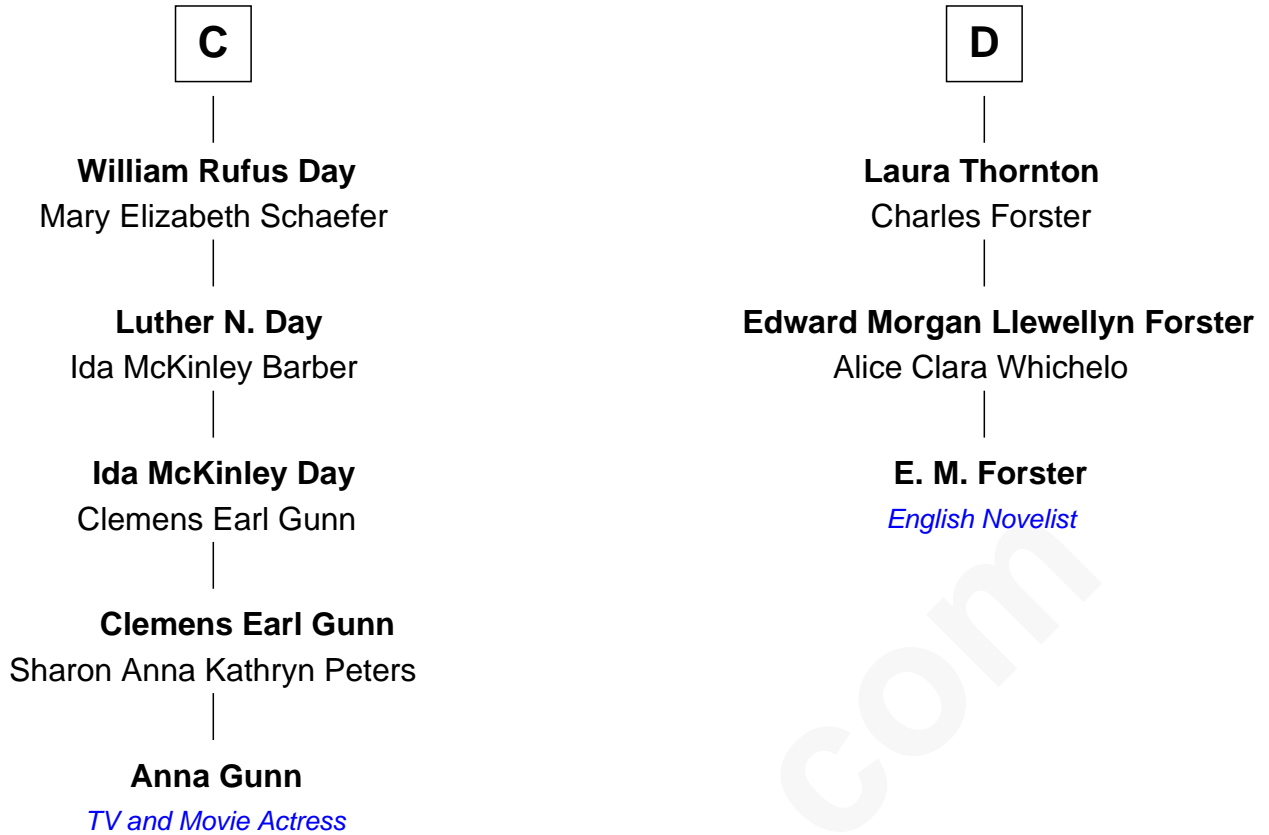 C
William Rufus Day
Mary Elizabeth Schaefer
Luther N. Day
Ida McKinley Barber
Ida McKinley Day
Clemens Earl Gunn
Clemens Earl Gunn
Sharon Anna Kathryn Peters
Anna Gunn
TV and Movie Actress
D
Laura Thornton
Charles Forster
Edward Morgan Llewellyn Forster
Alice Clara Whichelo
E. M. Forster
English Novelist
com